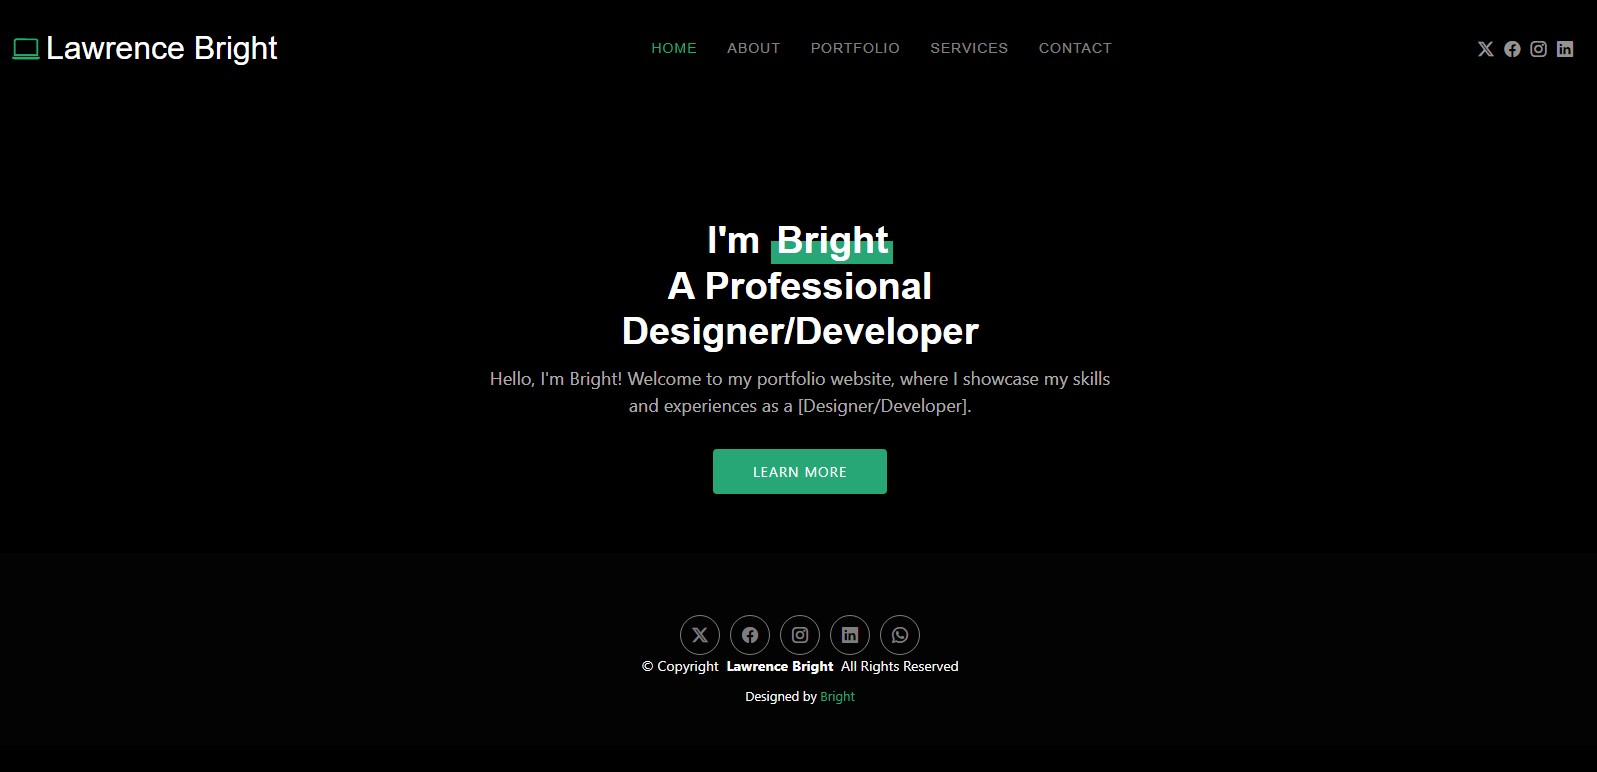 Lawrence Bright
HOME ABOUT PORTFOLIO SERVICES CONTACT
I'm Bright
A Professional
Designer/Developer
Hello, I'm Bright! Welcome to my portfolio website, where I showcase my skills
and experiences as a [Designer/Developer].
LEARN MORE
© Copyright Lawrence Bright All Rights Reserved
Designed by Bright